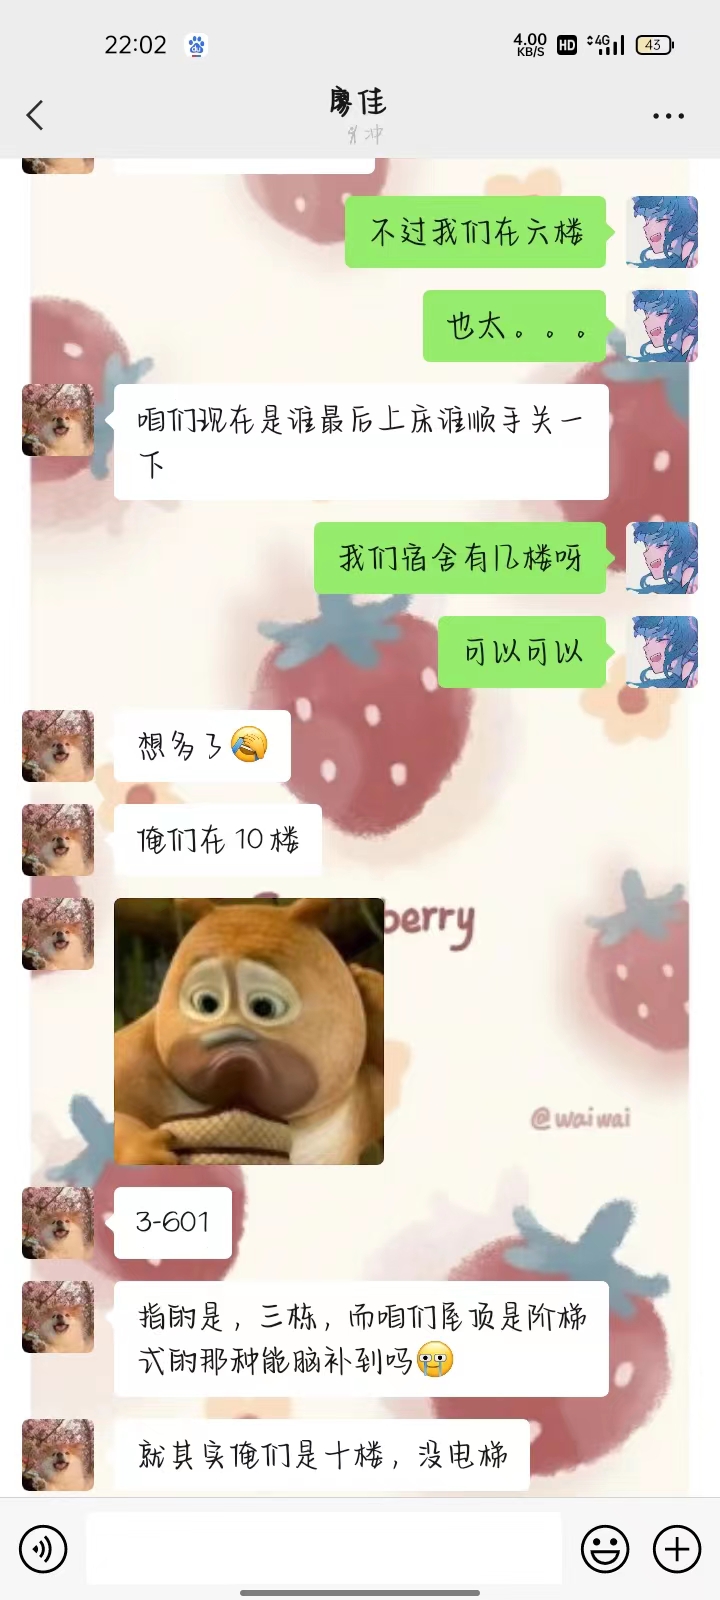 22:02
4.00
KB/S
HD
4G
43
廖佳
不过我们在六楼
也太。。。
咱们现在是谁最后上床谁顺手关一
下
我们宿舍有几楼呀
可以可以
想多了
俺们在 10 楼
berry
@waiwai
3-601
指的是，三栋，而咱们屋顶是阶梯
式的那种能脑补到吗
就其实俺们是十楼，没电梯